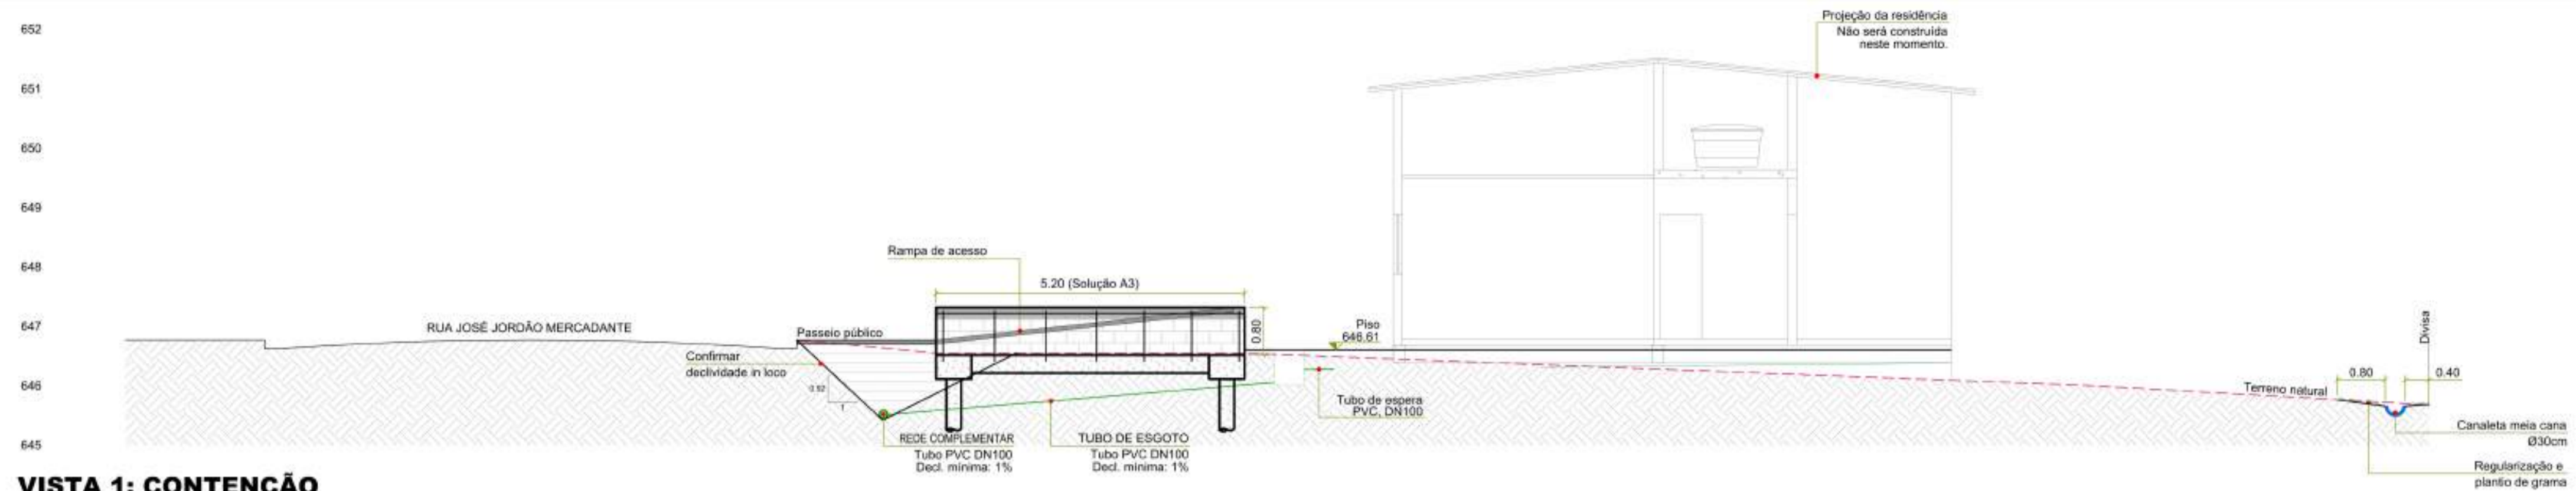 652
651
650
649
648
647
646
645
Projeção da residência
Não será construída
neste momento.
Rampa de acesso
5.20 (Solução A3)
0.80
RUA JOSÉ JORDÃO MERCADANTE
Passeio público
Confirmar
declividade in loco
0.92
1
Piso
646.61
Tubo de espera
PVC, DN100
REDE COMPLEMENTAR
Tubo PVC DN100
Decl. mínima: 1%
TUBO DE ESGOTO
Tubo PVC DN100
Decl. mínima: 1%
Terreno natural
0.80
0.40
Divisa
Canaleta meia cana
Ø30cm
Regularização e
plantio de grama
VISTA 1: CONTENÇÃO